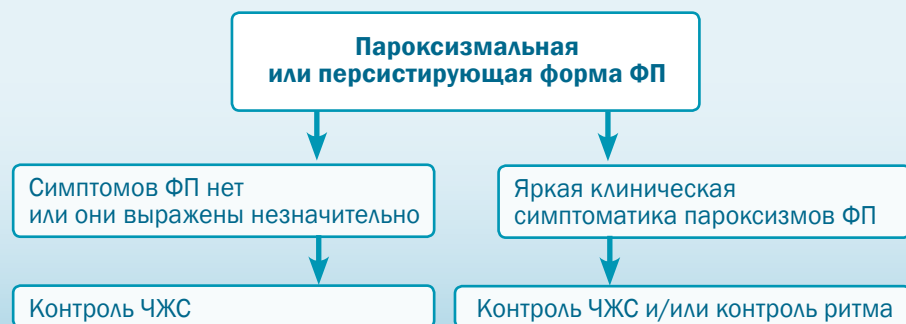 Пароксизмальная
или персистирующая форма ФП
Симптомов ФП нет
или они выражены незначительно
Яркая клиническая
симптоматика пароксизмов ФП
Контроль ЧЖС
Контроль ЧЖС и/или контроль ритма